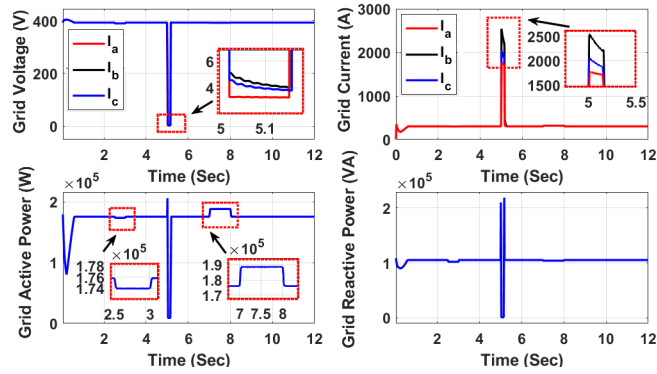 Grid Voltage (V)
400
200
0
I_a
I_b
I_c
6
4
5 5.1
0 2 4 6 8 10 12
Time (Sec)
Grid Current (A)
3000
2000
1000
0
I_a
I_b
I_c
2500
2000
1500
5 5.5
0 2 4 6 8 10 12
Time (Sec)
Grid Active Power (W)
×10^5
2
1
0
×10^5
1.78
1.76
1.74
2.5 3
×10^5
1.9
1.8
1.7
7 7.5 8
0 2 4 6 8 10 12
Time (Sec)
Grid Reactive Power (VA)
×10^5
2
1
0
0 2 4 6 8 10 12
Time (Sec)